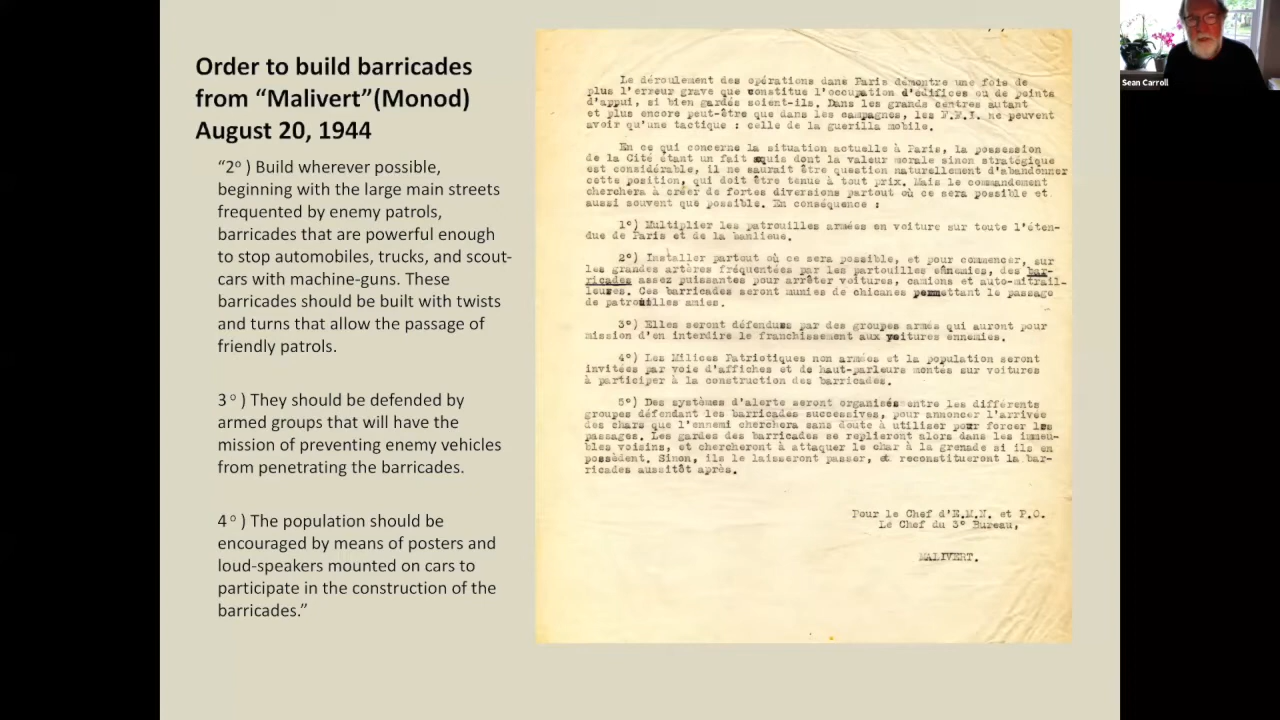 Order to build barricades
from “Malivert”(Monod)
August 20, 1944
“2º ) Build wherever possible,
beginning with the large main streets
frequented by enemy patrols,
barricades that are powerful enough
to stop automobiles, trucks, and scout-
cars with machine-guns. These
barricades should be built with twists
and turns that allow the passage of
friendly patrols.
3º ) They should be defended by
armed groups that will have the
mission of preventing enemy vehicles
from penetrating the barricades.
4º ) The population should be
encouraged by means of posters and
loud-speakers mounted on cars to
participate in the construction of the
barricades.”
Le déroulement des opérations dans Paris démontre une fois de
plus l'erreur grave que constitue l'occupation d'édifices ou de points
d'appui, si bien gardés soient-ils. Dans les grands centres autant
et plus encore peut-être que dans les campagnes, les F.F.I. ne peuvent
avoir qu'une tactique : celle de la guerilla mobile.
En ce qui concerne la situation actuelle à Paris, la possession
de la Cité étant un fait aquis dont la valeur morale sinon stratégique
est considérable, il ne saurait être question naturellement d'abandonner
cette position, qui doit être tenue à tout prix. Mais le commandement
cherchera à créer de fortes diversions partout où ce sera possible et
aussi souvent que possible. En conséquence :
1º) Multiplier les patrouilles armées en voiture sur toute l'éten-
due de Paris et de la banlieue.
2º) Installer partout où ce sera possible, et pour commencer, sur
les grandes artères fréquentées par les partouilles ennemies, des bar-
ricades assez puissantes pour arrêter voitures, camions et auto-mitrail-
leuses. Ces barricades seront munies de chicanes permettant le passage
de patrouilles amies.
3º) Elles seront défendues par des groupes armés qui auront pour
mission d'en interdire le franchissement aux voitures ennemies.
4º) Les Milices Patriotiques non armées et la population seront
invitées par voie d'affiches et de haut-parleurs montés sur voitures
à participer à la construction des barricades.
5º) Des systèmes d'alerte seront organisés entre les différents
groupes défendant les barricades successives, pour annoncer l'arrivée
des chars que l'ennemi cherchera sans doute à utiliser pour forcer les
passages. Les gardes des barricades se replieront alors dans les immeu-
bles voisins, et chercheront à attaquer le char à la grenade si ils en
possèdent. Sinon, ils le laisseront passer, et reconstitueront la bar-
ricades aussitôt après.
Pour le Chef d'E.M.N. et P.O.
Le Chef du 3º Bureau,
MALIVERT.
Sean Carroll